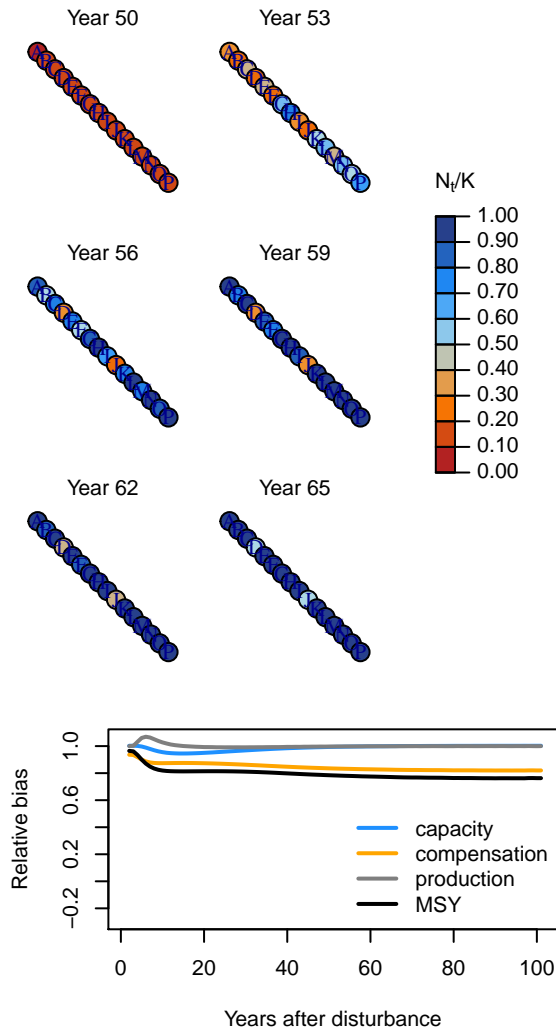 Year 50
Year 53
A
P
N_t/K
1.00
0.90
0.80
0.70
0.60
0.50
0.40
0.30
0.20
0.10
0.00
Year 56
Year 59
A
P
A
P
Year 62
Year 65
A
P
A
P
Relative bias
1.0
0.6
0.2
−0.2
capacity
compensation
production
MSY
0 20 40 60 80 100
Years after disturbance